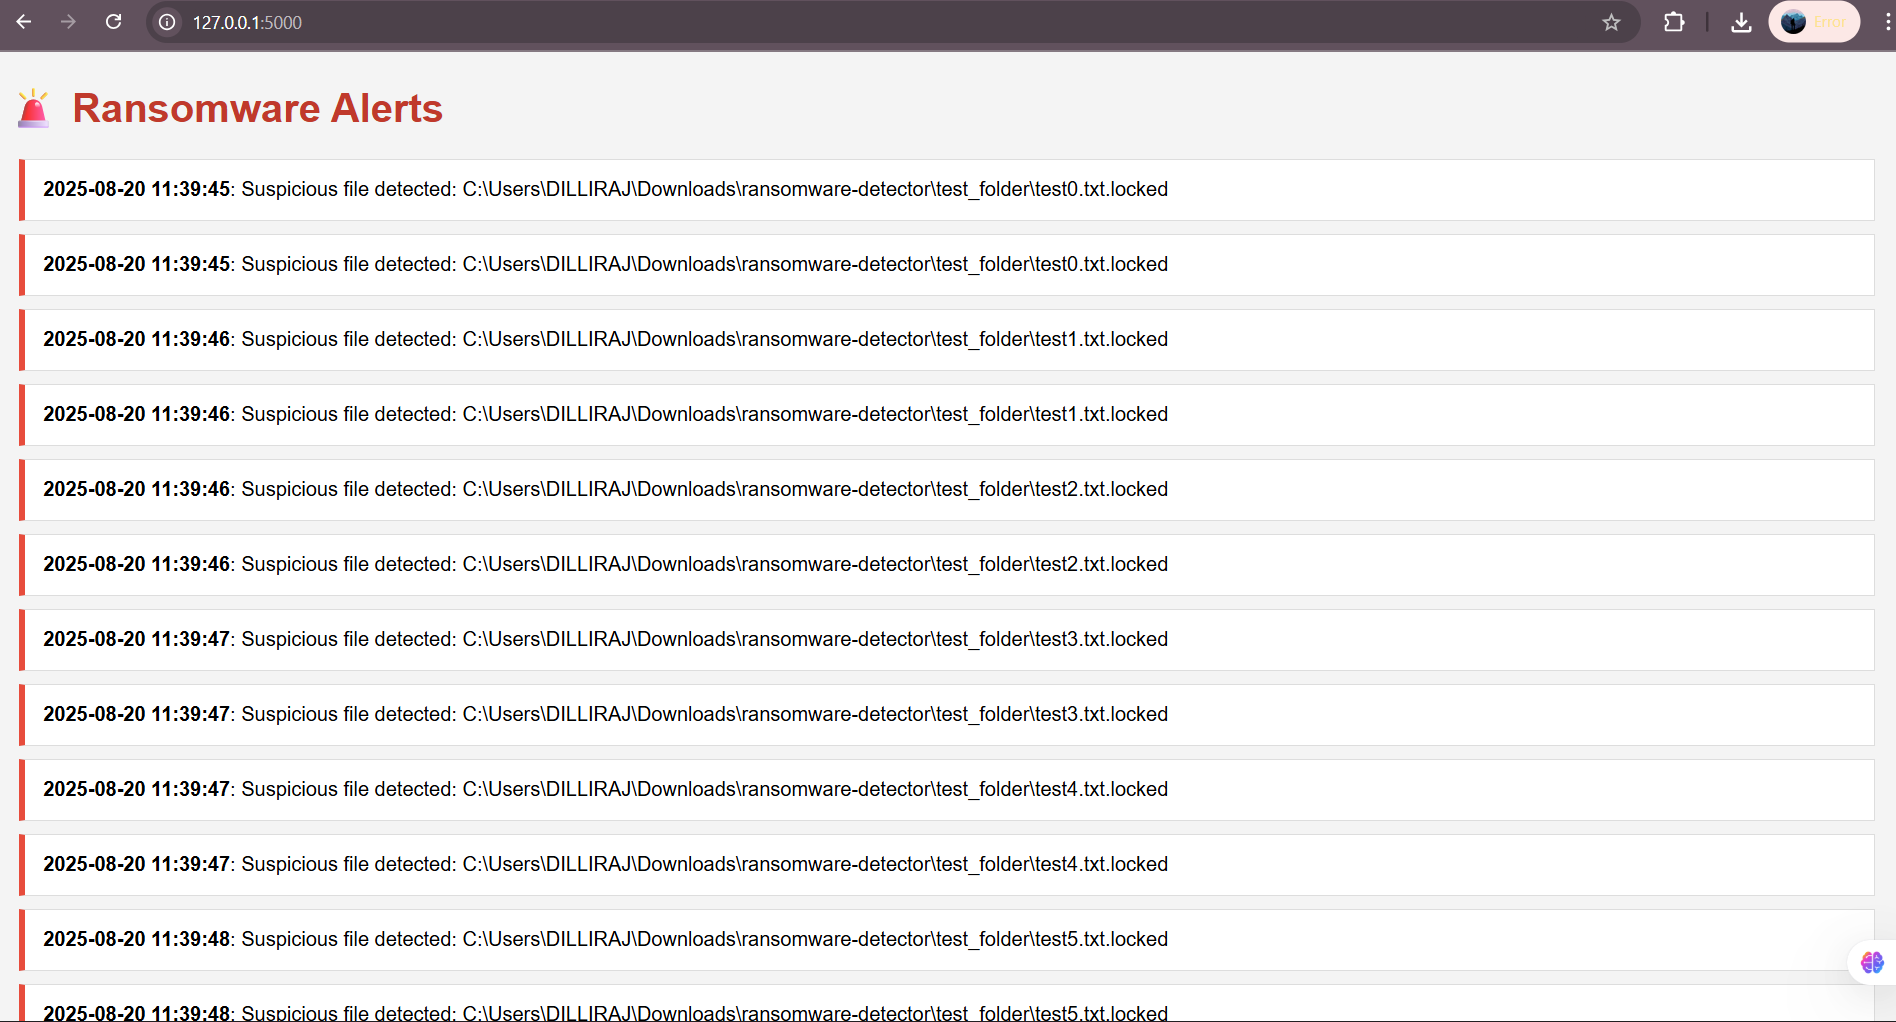 127.0.0.1:5000
Error
Ransomware Alerts
2025-08-20 11:39:45: Suspicious file detected: C:\Users\DILLIRAJ\Downloads\ransomware-detector\test_folder\test0.txt.locked
2025-08-20 11:39:45: Suspicious file detected: C:\Users\DILLIRAJ\Downloads\ransomware-detector\test_folder\test0.txt.locked
2025-08-20 11:39:46: Suspicious file detected: C:\Users\DILLIRAJ\Downloads\ransomware-detector\test_folder\test1.txt.locked
2025-08-20 11:39:46: Suspicious file detected: C:\Users\DILLIRAJ\Downloads\ransomware-detector\test_folder\test1.txt.locked
2025-08-20 11:39:46: Suspicious file detected: C:\Users\DILLIRAJ\Downloads\ransomware-detector\test_folder\test2.txt.locked
2025-08-20 11:39:46: Suspicious file detected: C:\Users\DILLIRAJ\Downloads\ransomware-detector\test_folder\test2.txt.locked
2025-08-20 11:39:47: Suspicious file detected: C:\Users\DILLIRAJ\Downloads\ransomware-detector\test_folder\test3.txt.locked
2025-08-20 11:39:47: Suspicious file detected: C:\Users\DILLIRAJ\Downloads\ransomware-detector\test_folder\test3.txt.locked
2025-08-20 11:39:47: Suspicious file detected: C:\Users\DILLIRAJ\Downloads\ransomware-detector\test_folder\test4.txt.locked
2025-08-20 11:39:47: Suspicious file detected: C:\Users\DILLIRAJ\Downloads\ransomware-detector\test_folder\test4.txt.locked
2025-08-20 11:39:48: Suspicious file detected: C:\Users\DILLIRAJ\Downloads\ransomware-detector\test_folder\test5.txt.locked
2025-08-20 11:39:48: Suspicious file detected: C:\Users\DILLIRAJ\Downloads\ransomware-detector\test_folder\test5.txt.locked